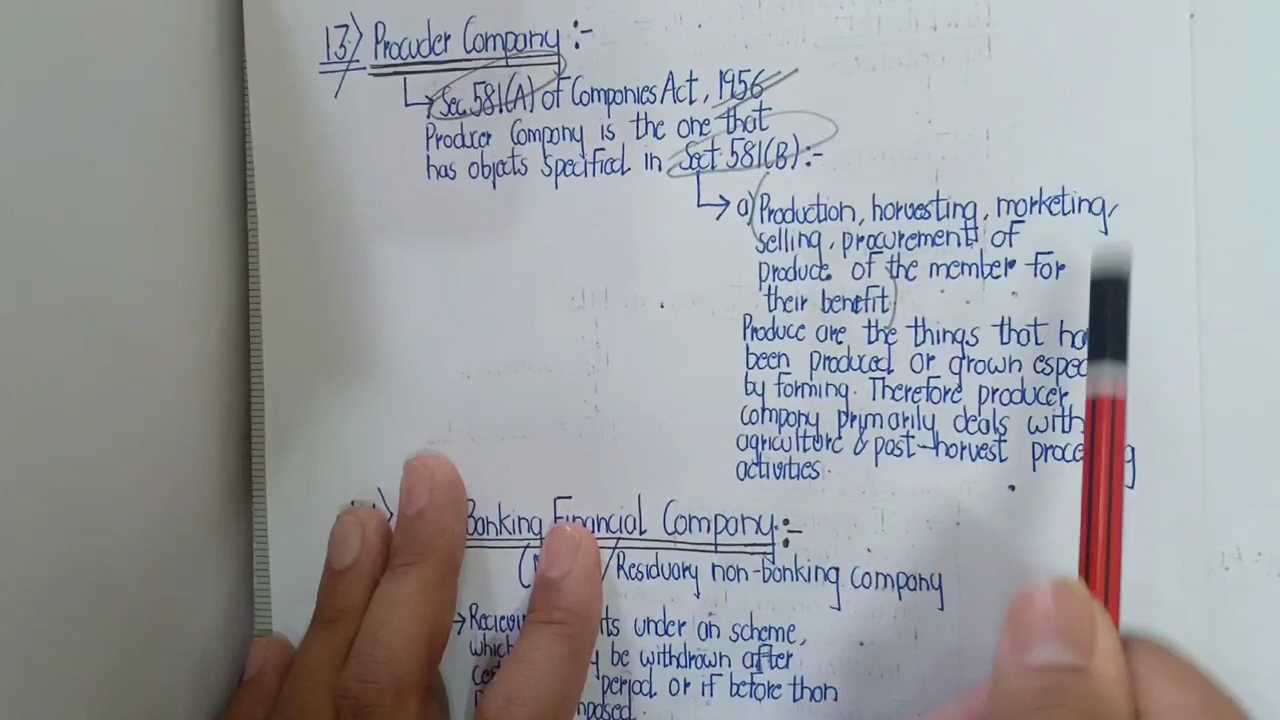 13) Procuder Company :-
Sec 581(A) of Companies Act, 1956
Producer Company is the one that
has objects specified in Sect 581(B):-
a) Production, harvesting, marketing,
selling, procurement of
produce of the member for
their benefit
Produce are the things that
been produced or grown
by farming. Therefore producer
company primarily deals with
agriculture & post-harvest
activities.
Banking Financial Company :-
/ Residuary non-banking company
→ under an scheme,
be withdrawn after
period or if before than